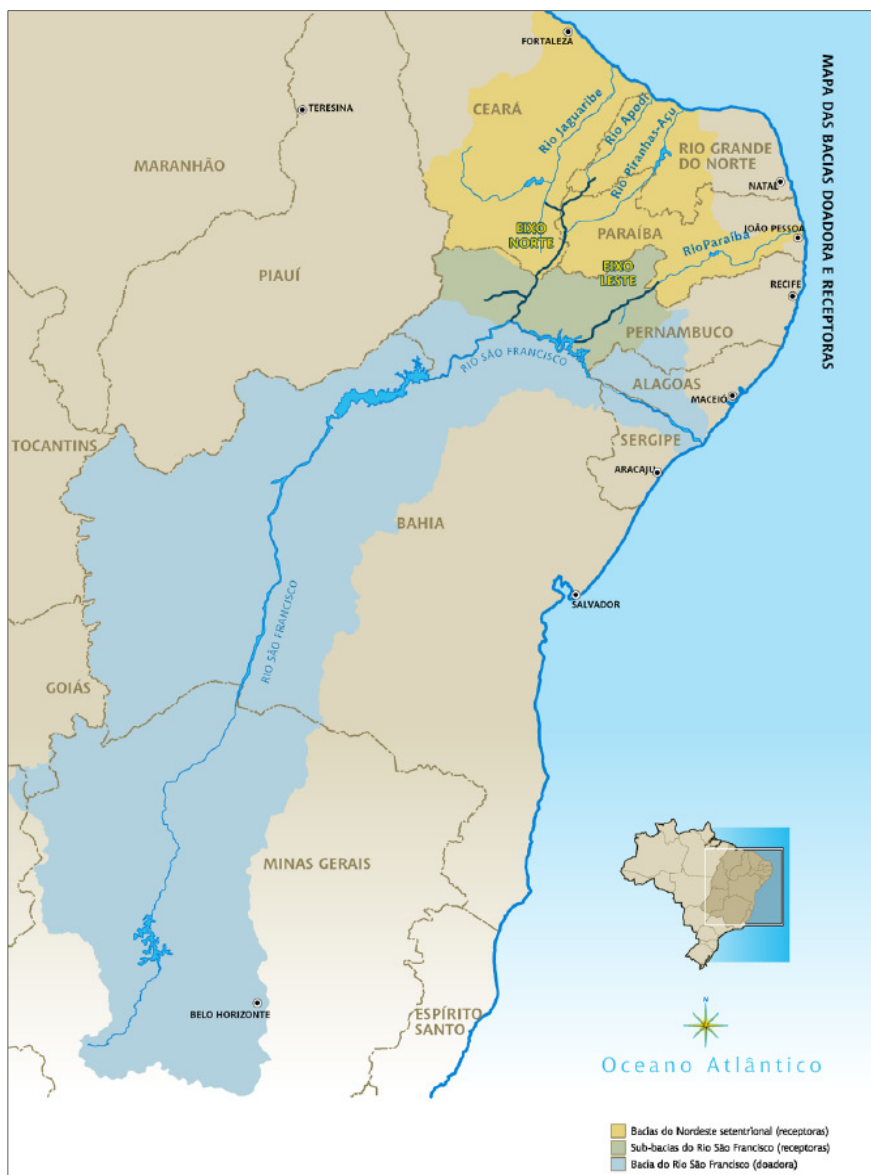 MAPA DAS BACIAS DOADORA E RECEPTORAS
FORTALEZA
TERESINA
CEARÁ
Rio Jaguaribe
Rio Apodi
Rio Piranhas-Açu
RIO GRANDE
DO NORTE
MARANHÃO
NATAL
EIXO
NORTE
PARAÍBA
JOÃO PESSOA
RioParaíba
EIXO
LESTE
PIAUÍ
RECIFE
PERNAMBUCO
RIO SÃO FRANCISCO
ALAGOAS
MACEIÓ
TOCANTINS
SERGIPE
ARACAJU
BAHIA
SALVADOR
RIO SÃO FRANCISCO
GOIÁS
MINAS GERAIS
BELO HORIZONTE
ESPÍRITO
SANTO
N
Oceano Atlântico
Bacias do Nordeste setentrional (receptoras)
Sub-bacias do Rio São Francisco (receptoras)
Bacia do Rio São Francisco (doadora)